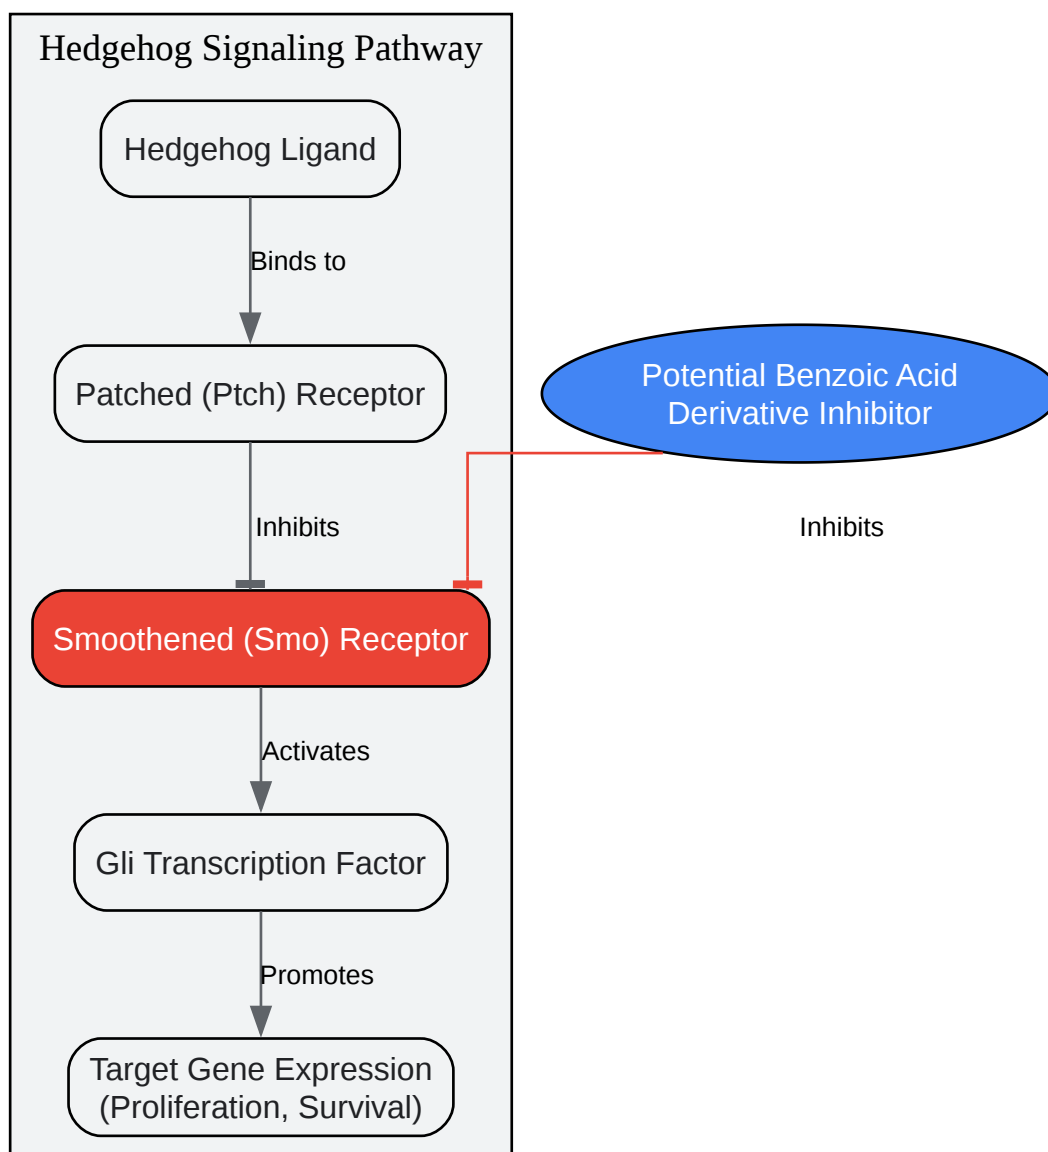 Hedgehog Signaling Pathway
Hedgehog Ligand
Binds to
Patched (Ptch) Receptor
Potential Benzoic Acid
Derivative Inhibitor
Inhibits
Inhibits
Smoothened (Smo) Receptor
Activates
Gli Transcription Factor
Promotes
Target Gene Expression
(Proliferation, Survival)